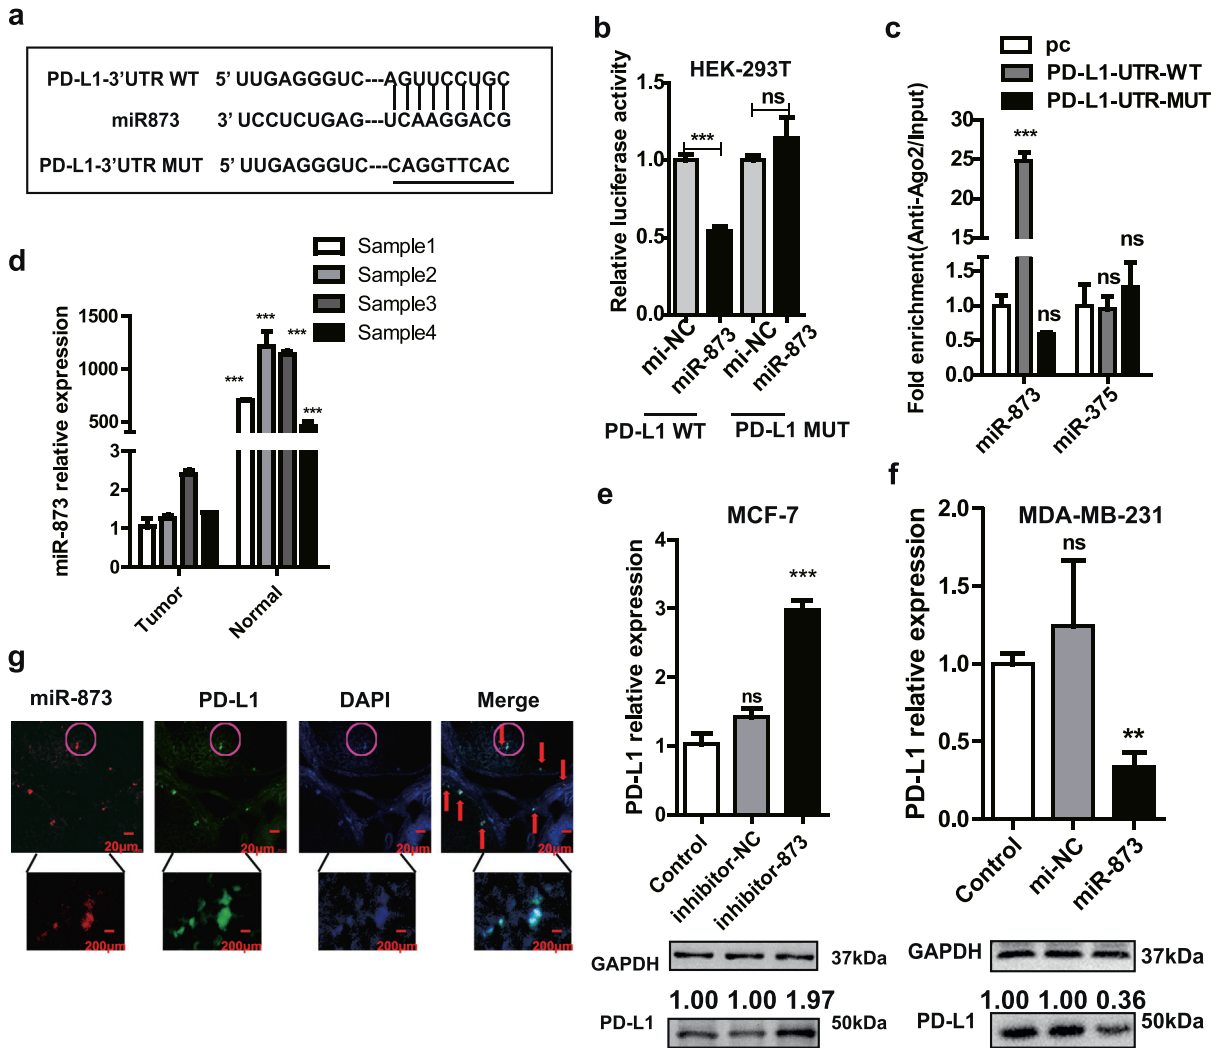 a
PD-L1-3'UTR WT 5' UUGAGGGUC---AGUUCCUGC
miR873 3' UCCUCUGAG---UCAAGGACG
PD-L1-3'UTR MUT 5' UUGAGGGUC---CAGGTTCAC
b
HEK-293T
Relative luciferase activity
1.5
1.0
0.5
0.0
***
ns
mi-NC
miR-873
mi-NC
miR-873
PD-L1 WT
PD-L1 MUT
c
pc
PD-L1-UTR-WT
PD-L1-UTR-MUT
Fold enrichment(Anti-Ago2/Input)
30
25
20
15
2.0
1.5
1.0
0.5
0.0
***
ns
ns
ns
miR-873
miR-375
d
Sample1
Sample2
Sample3
Sample4
miR-873 relative expression
1500
1000
500
3
2
1
0
***
***
***
***
Tumor
Normal
e
MCF-7
PD-L1 relative expression
4
3
2
1
0
ns
***
Control
inhibitor-NC
inhibitor-873
GAPDH
37kDa
1.00 1.00 1.97
PD-L1
50kDa
f
MDA-MB-231
PD-L1 relative expression
2.0
1.5
1.0
0.5
0.0
ns
**
Control
mi-NC
miR-873
GAPDH
37kDa
1.00 1.00 0.36
PD-L1
50kDa
g
miR-873 PD-L1 DAPI Merge
20μm 20μm 20μm 20μm
200μm 200μm 200μm 200μm